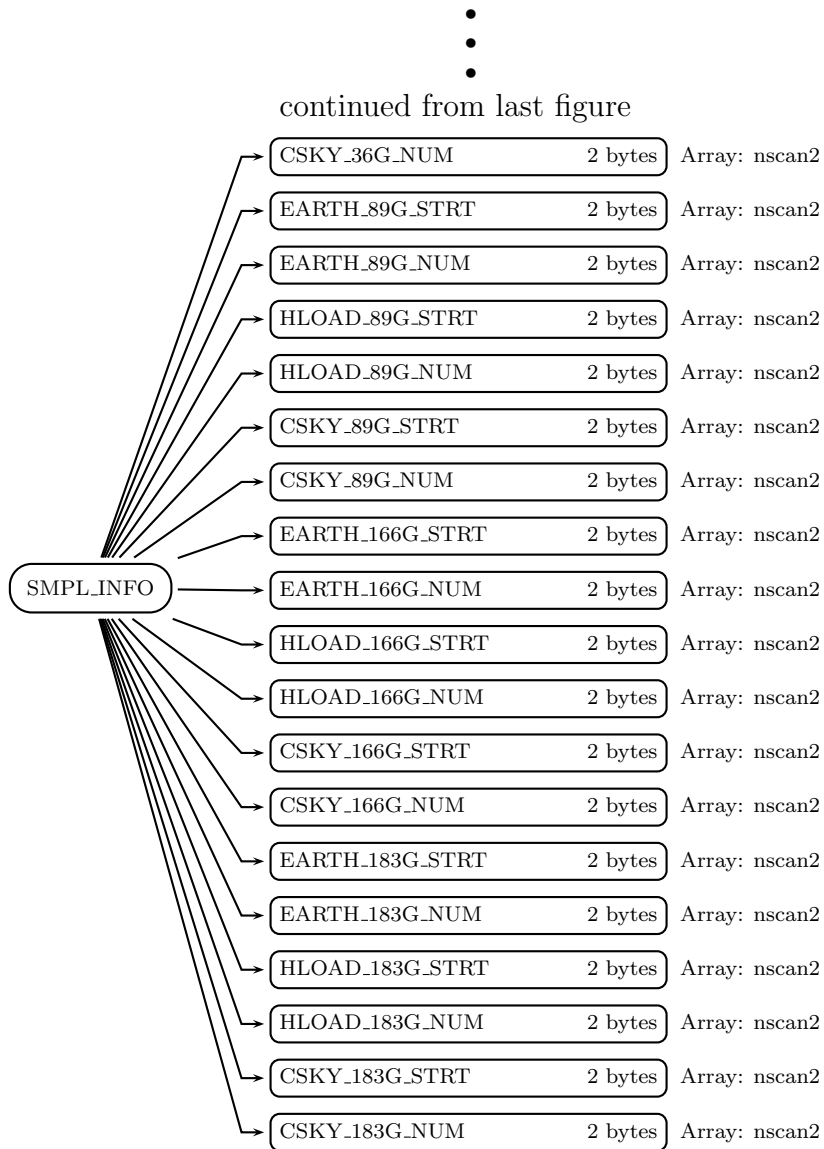 continued from last figure
CSKY_36G_NUM 2 bytes Array: nscan2
EARTH_89G_STRT 2 bytes Array: nscan2
EARTH_89G_NUM 2 bytes Array: nscan2
HLOAD_89G_STRT 2 bytes Array: nscan2
HLOAD_89G_NUM 2 bytes Array: nscan2
CSKY_89G_STRT 2 bytes Array: nscan2
CSKY_89G_NUM 2 bytes Array: nscan2
EARTH_166G_STRT 2 bytes Array: nscan2
SMPL_INFO EARTH_166G_NUM 2 bytes Array: nscan2
HLOAD_166G_STRT 2 bytes Array: nscan2
HLOAD_166G_NUM 2 bytes Array: nscan2
CSKY_166G_STRT 2 bytes Array: nscan2
CSKY_166G_NUM 2 bytes Array: nscan2
EARTH_183G_STRT 2 bytes Array: nscan2
EARTH_183G_NUM 2 bytes Array: nscan2
HLOAD_183G_STRT 2 bytes Array: nscan2
HLOAD_183G_NUM 2 bytes Array: nscan2
CSKY_183G_STRT 2 bytes Array: nscan2
CSKY_183G_NUM 2 bytes Array: nscan2